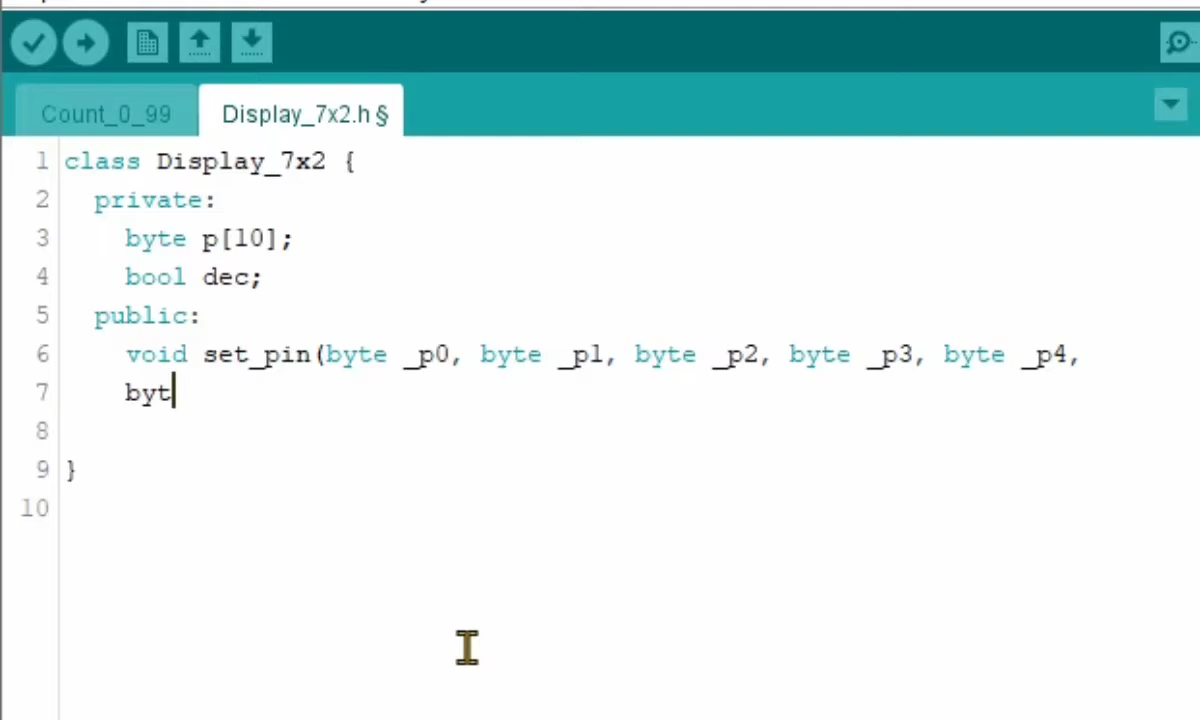 Count_0_99 Display_7x2.h §
1 class Display_7x2 {
2 private:
3 byte p[10];
4 bool dec;
5 public:
6 void set_pin(byte _p0, byte _p1, byte _p2, byte _p3, byte _p4,
7 byt
8
9 }
10